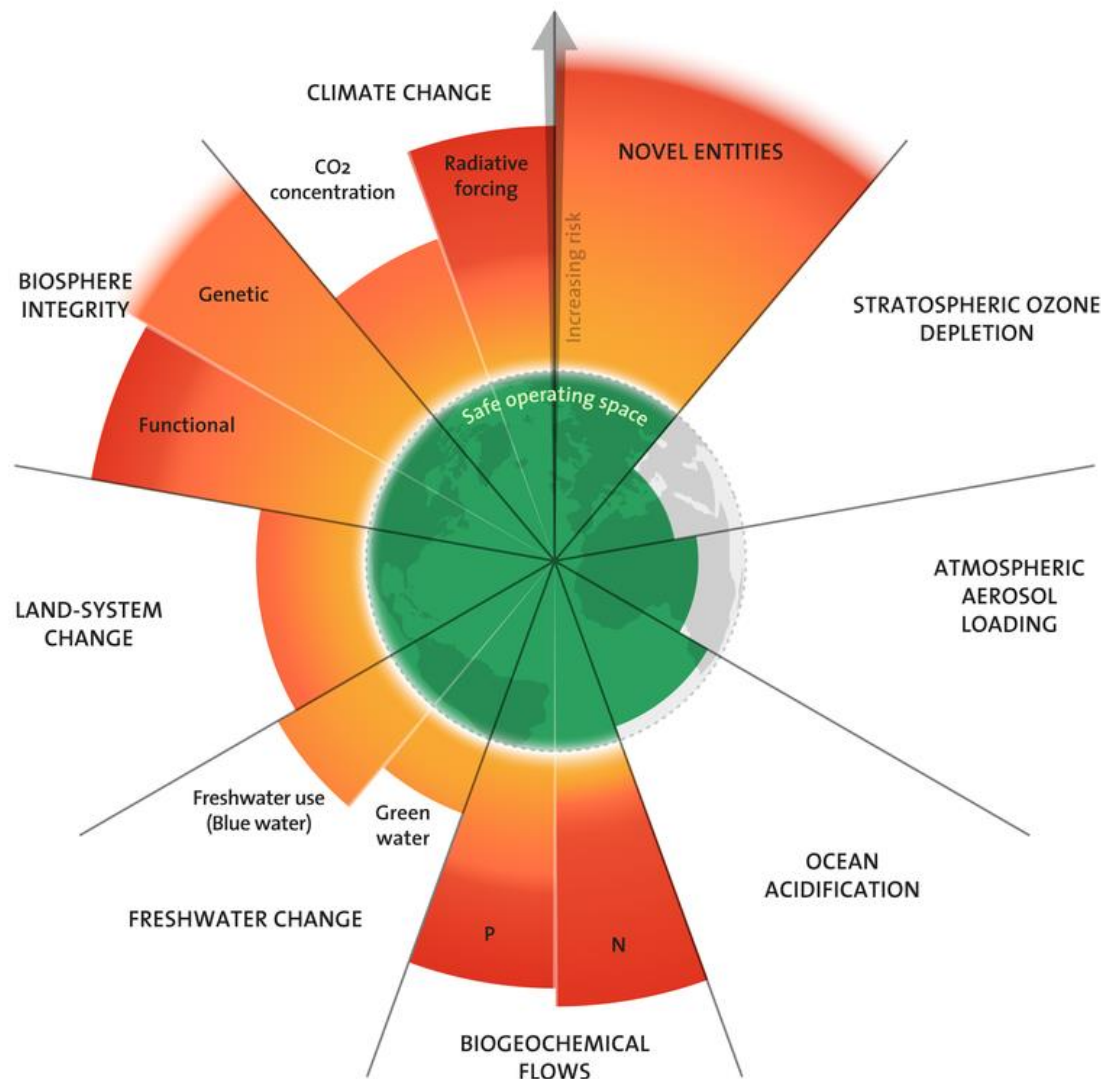 CLIMATE CHANGE
CO2
concentration
Radiative
forcing
Increasing risk
NOVEL ENTITIES
STRATOSPHERIC OZONE
DEPLETION
BIOSPHERE
INTEGRITY
Genetic
Functional
Safe operating space
ATMOSPHERIC
AEROSOL
LOADING
LAND-SYSTEM
CHANGE
Freshwater use
(Blue water)
Green
water
FRESHWATER CHANGE
P
N
OCEAN
ACIDIFICATION
BIOGEOCHEMICAL
FLOWS